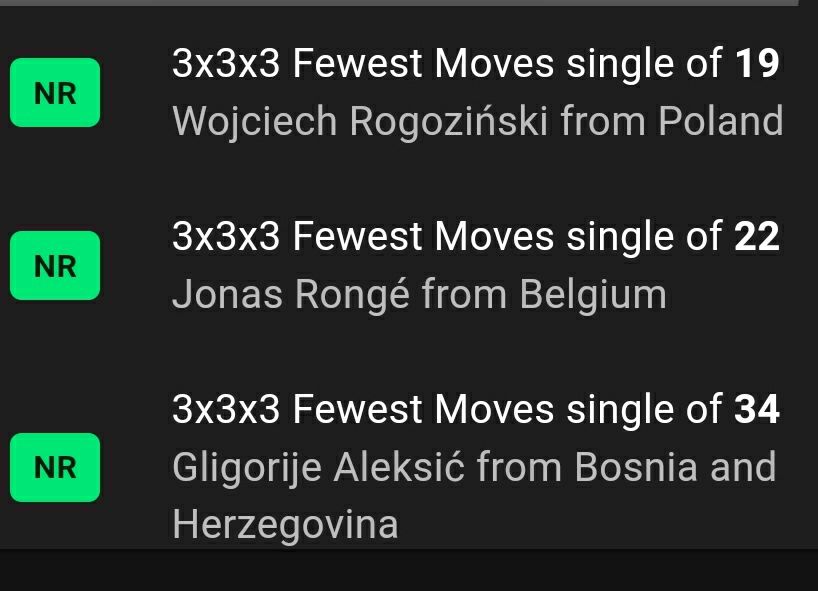 NR
3x3x3 Fewest Moves single of 19
Wojciech Rogoziński from Poland
NR
3x3x3 Fewest Moves single of 22
Jonas Rongé from Belgium
NR
3x3x3 Fewest Moves single of 34
Gligorije Aleksić from Bosnia and
Herzegovina